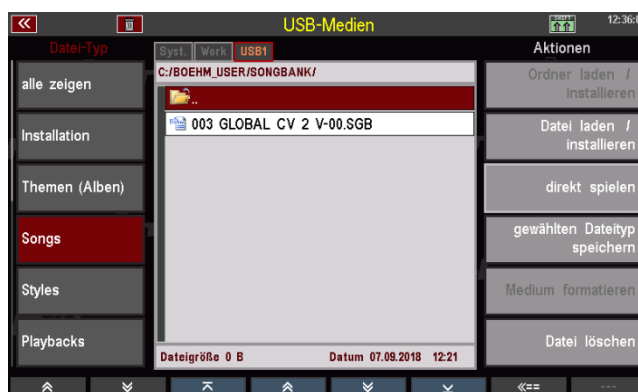 USB-Medien
12:36:
Datei-Typ
Syst. Work USB1
Aktionen
C:/BOEHM_USER/SONGBANK/
..
003 GLOBAL CV 2 V-00.SGB
alle zeigen
Installation
Themen (Alben)
Songs
Styles
Playbacks
Ordner laden /
installieren
Datei laden /
installieren
direkt spielen
gewählten Dateityp
speichern
Medium formatieren
Datei löschen
Dateigröße 0 B Datum 07.09.2018 12:21
«==
---